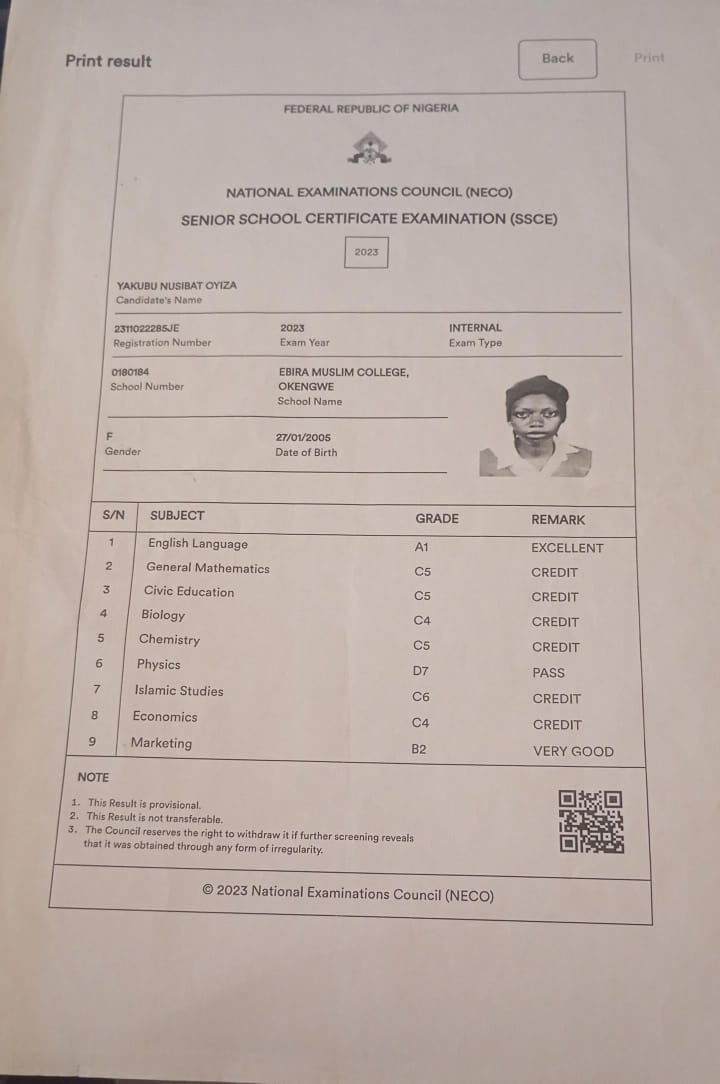 Print result
Back
Print
FEDERAL REPUBLIC OF NIGERIA
NATIONAL EXAMINATIONS COUNCIL (NECO)
SENIOR SCHOOL CERTIFICATE EXAMINATION (SSCE)
2023
YAKUBU NUSIBAT OYIZA
Candidate's Name
2311022285JE 2023 INTERNAL
Registration Number Exam Year Exam Type
0180184 EBIRA MUSLIM COLLEGE,
School Number OKENGWE
School Name
F 27/01/2005
Gender Date of Birth
S/N SUBJECT GRADE REMARK
1 English Language A1 EXCELLENT
2 General Mathematics C5 CREDIT
3 Civic Education C5 CREDIT
4 Biology C4 CREDIT
5 Chemistry C5 CREDIT
6 Physics D7 PASS
7 Islamic Studies C6 CREDIT
8 Economics C4 CREDIT
9 Marketing B2 VERY GOOD
NOTE
1. This Result is provisional.
2. This Result is not transferable.
3. The Council reserves the right to withdraw it if further screening reveals
that it was obtained through any form of irregularity.
© 2023 National Examinations Council (NECO)